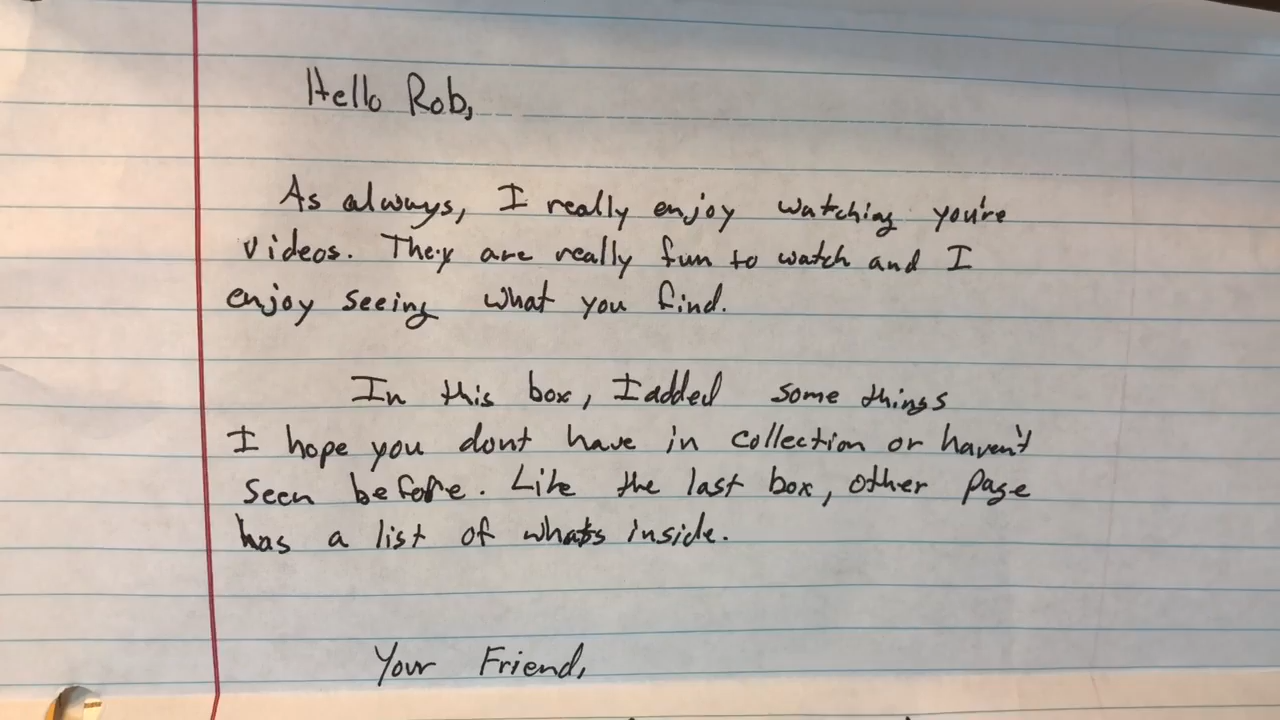 Hello Rob,
As always, I really enjoy watching you're
videos. They are really fun to watch and I
enjoy seeing what you find.
In this box, I added some things
I hope you dont have in collection or haven't
seen before. Like the last box, other page
has a list of whats inside.
Your Friend,